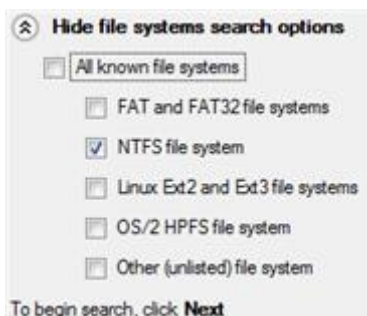 Hide file systems search options
All known file systems
FAT and FAT32 file systems
NTFS file system
Linux Ext2 and Ext3 file systems
OS/2 HPFS file system
Other (unlisted) file system
To begin search, click Next